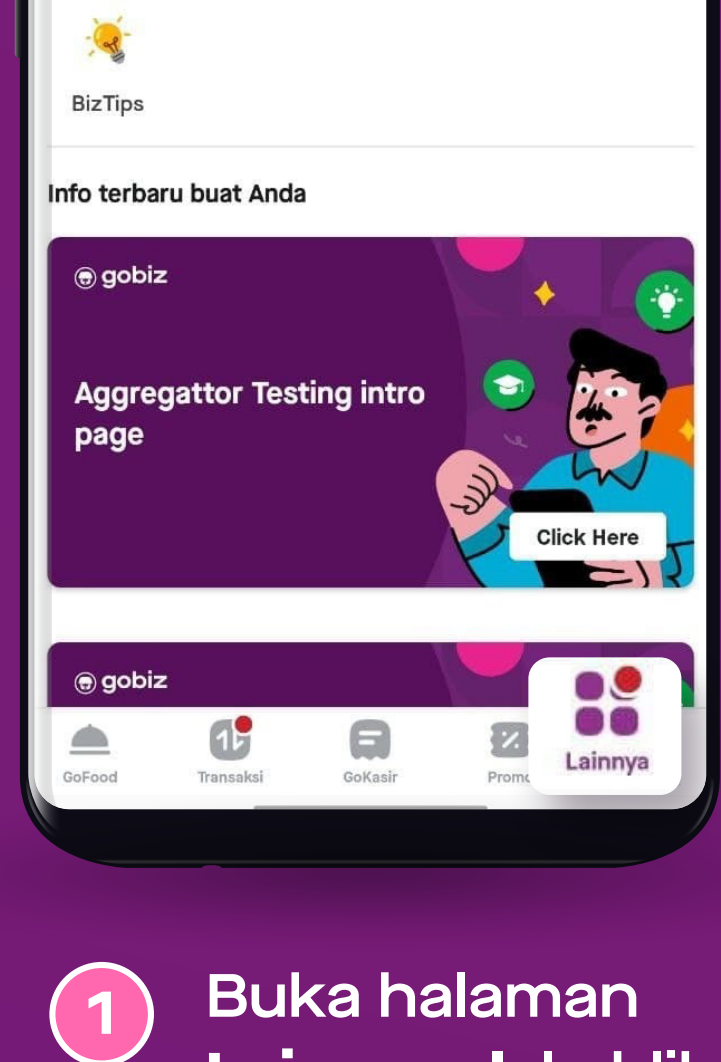 BizTips
Info terbaru buat Anda
gobiz
Aggregattor Testing intro
page
Click Here
gobiz
GoFood
Transaksi
GoKasir
Lainnya
1
Buka halaman